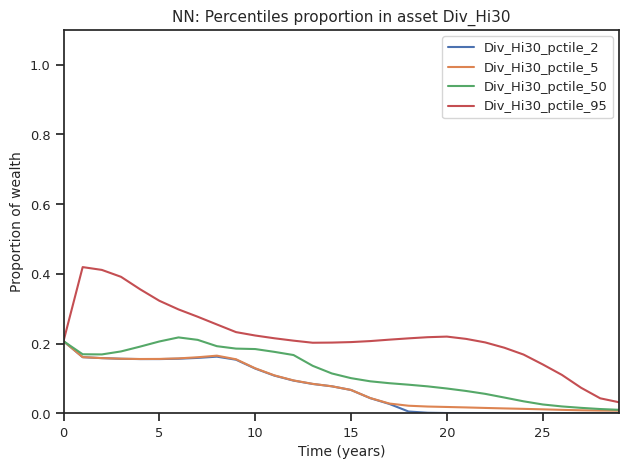 NN: Percentiles proportion in asset Div_Hi30
Div_Hi30_pctile_2
Div_Hi30_pctile_5
Div_Hi30_pctile_50
Div_Hi30_pctile_95
Proportion of wealth
1.0
0.8
0.6
0.4
0.2
0.0
0 5 10 15 20 25
Time (years)